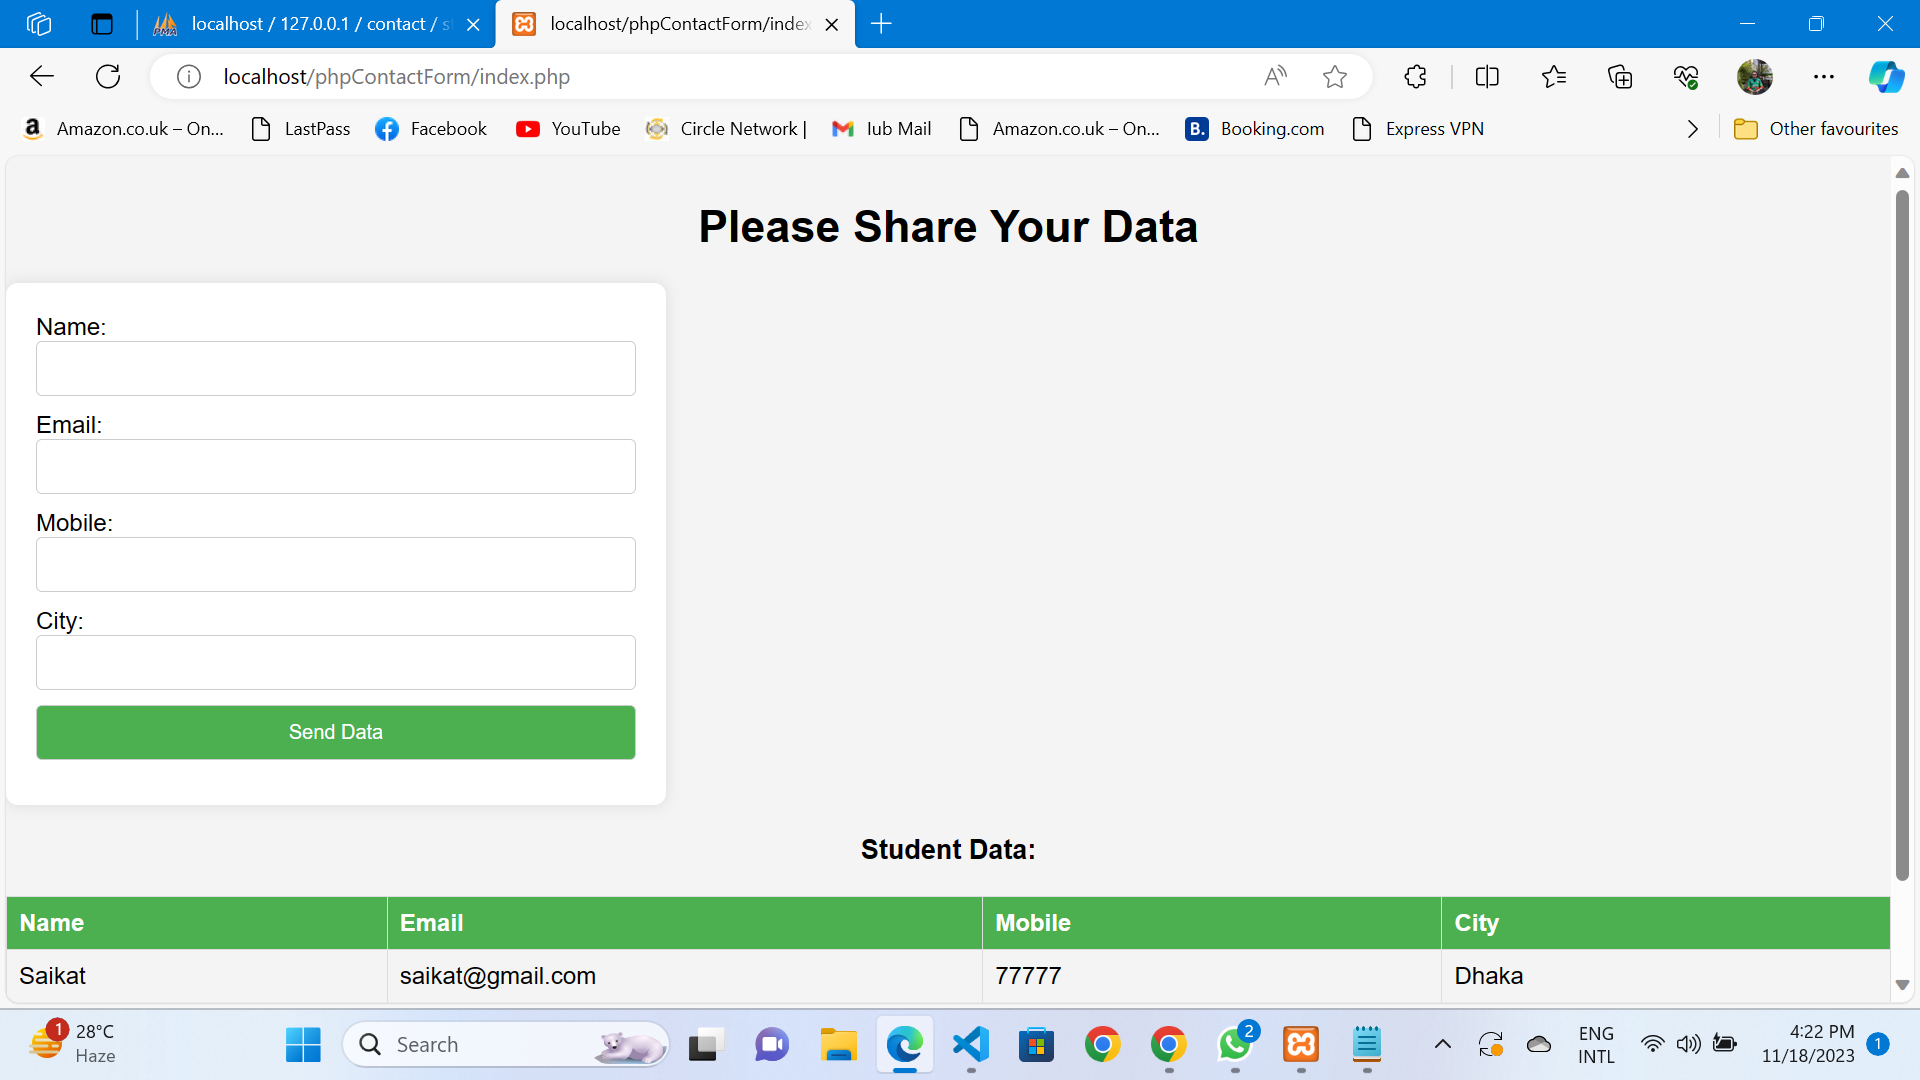 localhost / 127.0.0.1 / contact / s
localhost/phpContactForm/index
localhost/phpContactForm/index.php
Amazon.co.uk – On...
LastPass
Facebook
YouTube
Circle Network |
Iub Mail
Amazon.co.uk – On...
B. Booking.com
Express VPN
Other favourites
Please Share Your Data
Name:
Email:
Mobile:
City:
Send Data
Student Data:
Name Email Mobile City
Saikat saikat@gmail.com 77777 Dhaka
1
28°C
Haze
Search
2
ENG
INTL
4:22 PM
11/18/2023
1